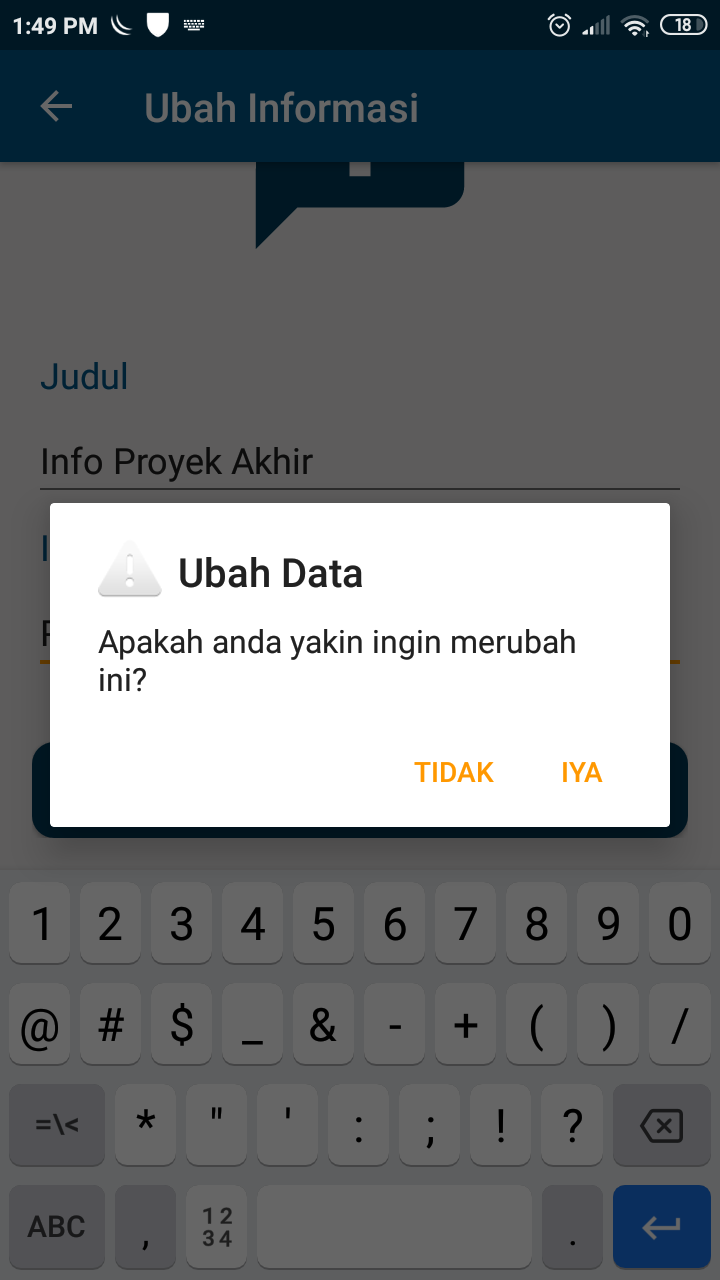 1:49 PM 18
Ubah Informasi
Judul
Info Proyek Akhir
Ubah Data
Apakah anda yakin ingin merubah
ini?
TIDAK IYA
1 2 3 4 5 6 7 8 9 0
@ # $ _ & - + ( ) /
=\< * " ' : ; ! ?
ABC , 1 2 .
3 4